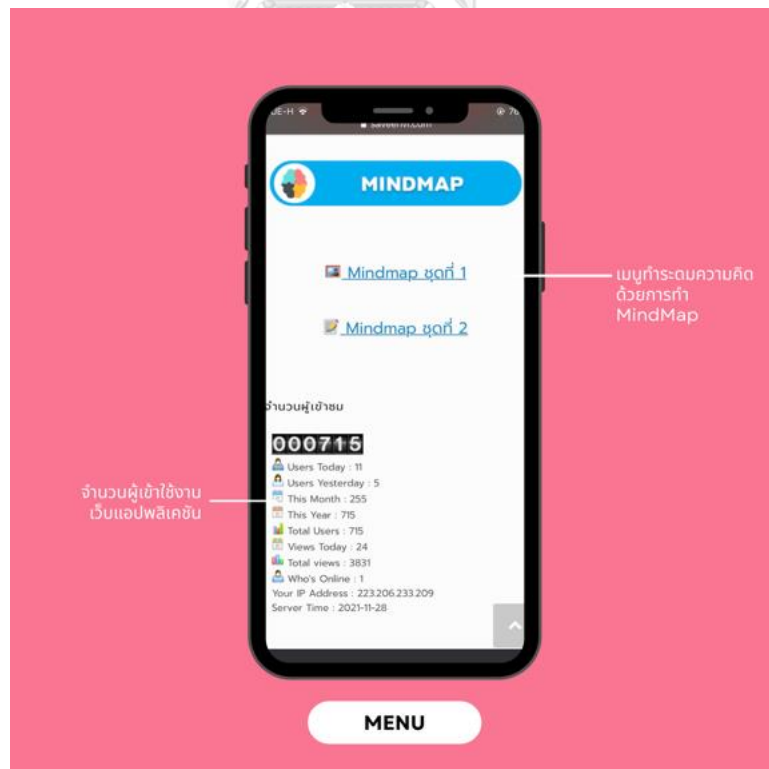 MINDMAP
Mindmap ชุดที่ 1
Mindmap ชุดที่ 2
เมนูทำระดมความคิด
ด้วยการทำ
MindMap
จำนวนผู้เข้าชม
000715
Users Today : 11
Users Yesterday : 5
This Month : 255
This Year : 715
Total Users : 715
Views Today : 24
Total views : 3831
Who's Online : 1
Your IP Address : 223.206.233.209
Server Time : 2021-11-28
จำนวนผู้เข้าใช้งาน
เว็บแอปพลิเคชัน
MENU